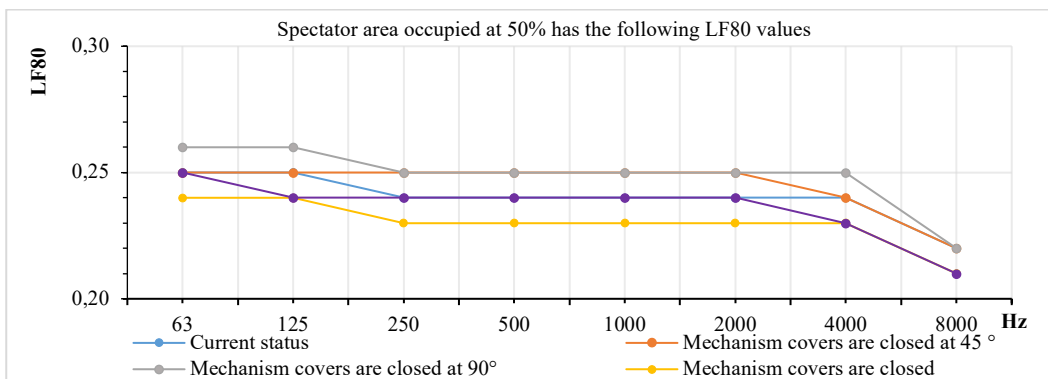 Spectator area occupied at 50% has the following LF80 values
LF80
0,30
0,25
0,20
63 125 250 500 1000 2000 4000 8000 Hz
Current status Mechanism covers are closed at 45 °
Mechanism covers are closed at 90° Mechanism covers are closed